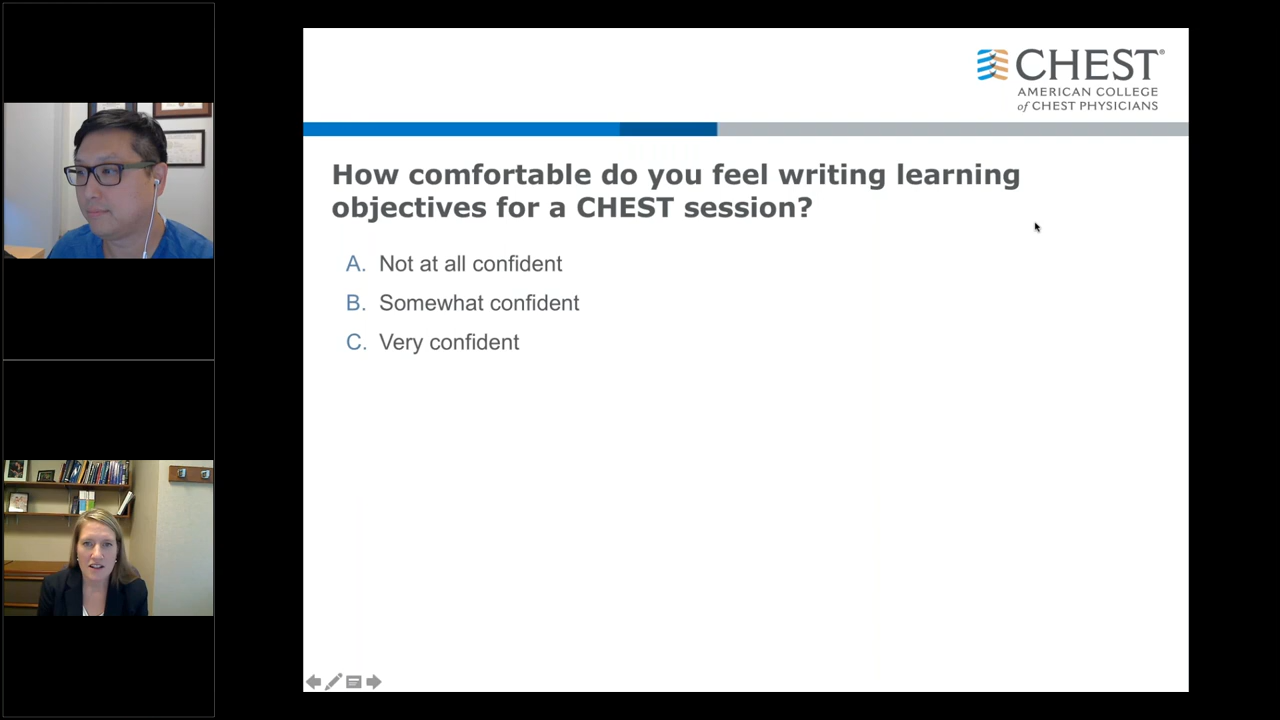 CHEST®
AMERICAN COLLEGE
of CHEST PHYSICIANS
How comfortable do you feel writing learning
objectives for a CHEST session?
A. Not at all confident
B. Somewhat confident
C. Very confident